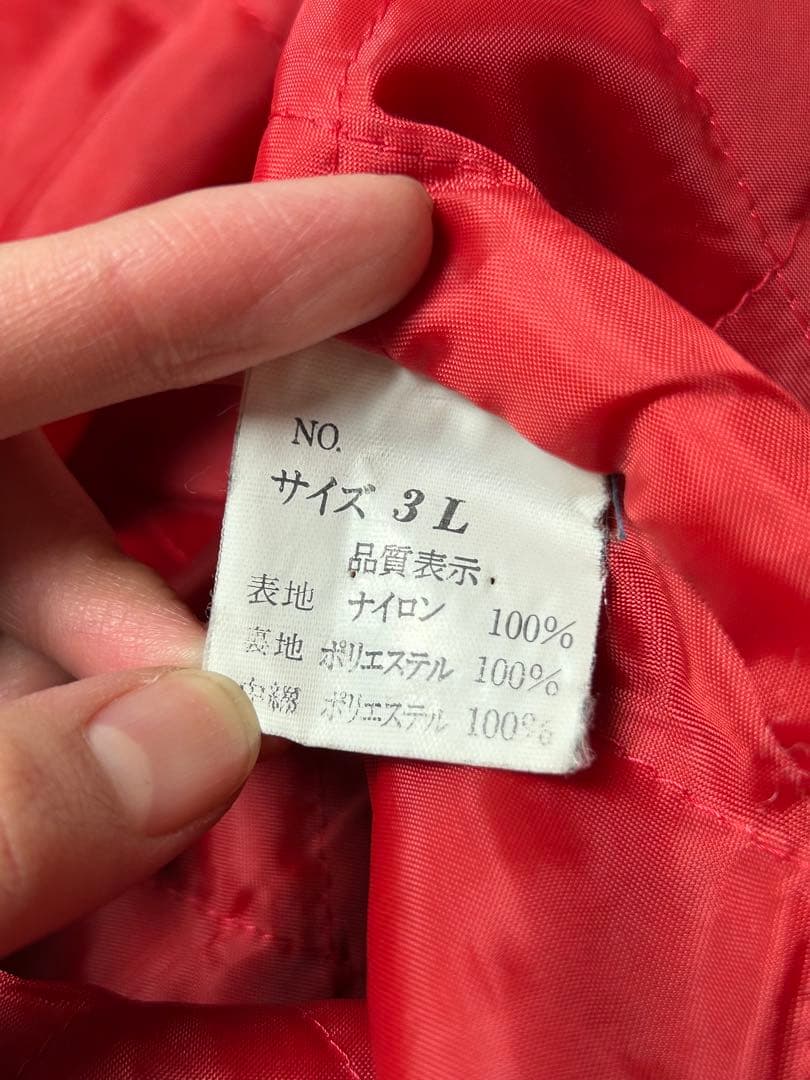 NO.
サイズ 3L
品質表示
表地 ナイロン 100%
裏地 ポリエステル 100%
中綿 ポリエステル 100%